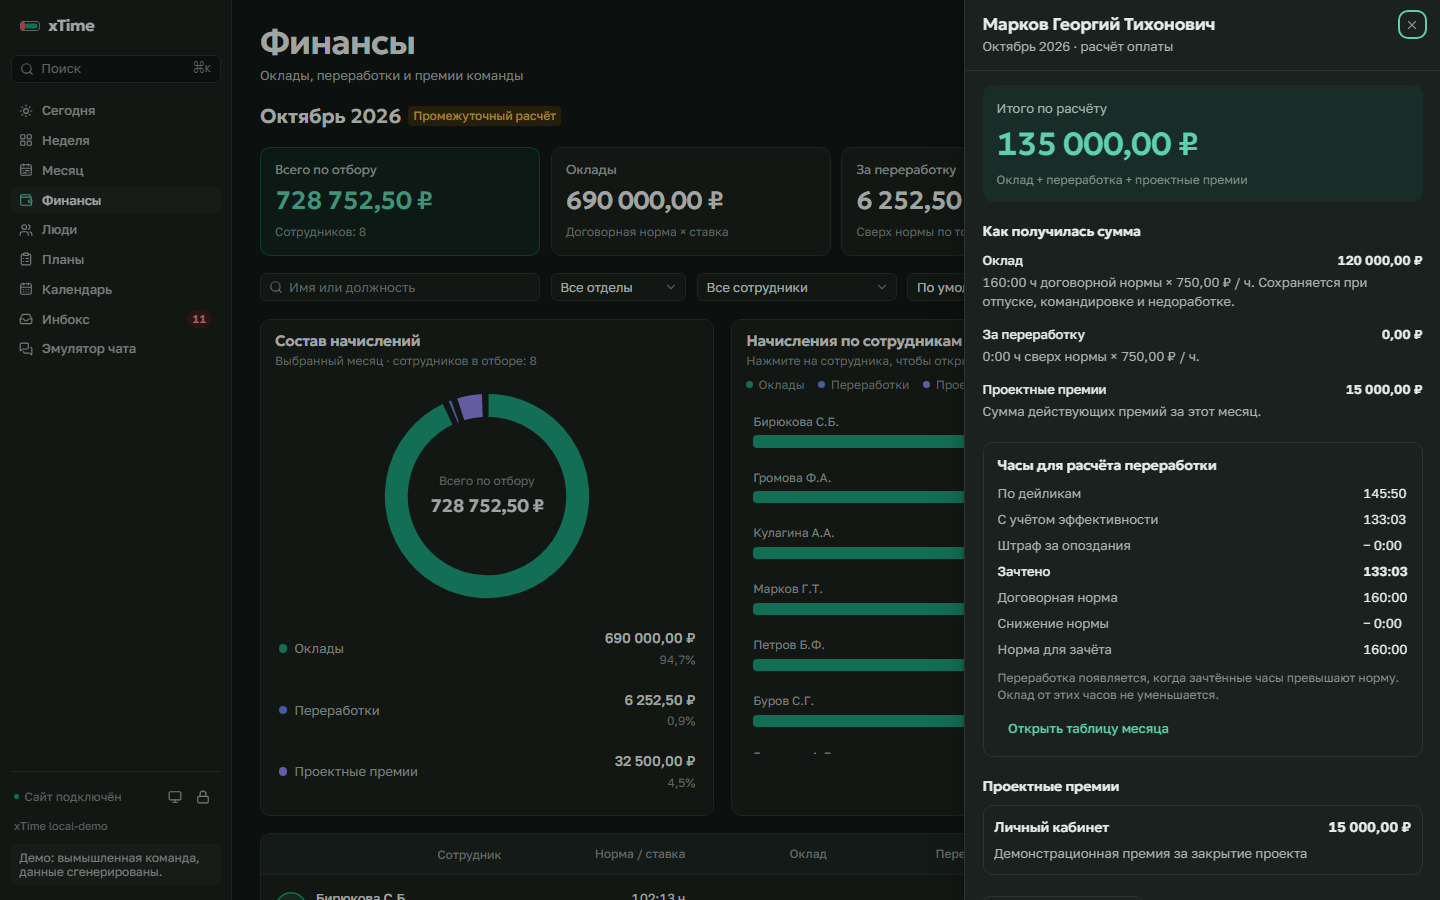 xTime
Поиск
⌘K
Сегодня
Неделя
Месяц
Финансы
Люди
Планы
Календарь
Инбокс 11
Эмулятор чата
Сайт подключён
xTime local-demo
Демо: вымышленная команда,
данные сгенерированы.
Финансы
Оклады, переработки и премии команды
Октябрь 2026 Промежуточный расчёт
Всего по отбору
728 752,50 ₽
Сотрудников: 8
Оклады
690 000,00 ₽
Договорная норма × ставка
За переработку
6 252,50
Сверх нормы по
Имя или должность
Все отделы
Все сотрудники
По
Состав начислений
Выбранный месяц · сотрудников в отборе: 8
Всего по отбору
728 752,50 ₽
Оклады
690 000,00 ₽
94,7%
Переработки
6 252,50 ₽
0,9%
Проектные премии
32 500,00 ₽
4,5%
Начисления по сотрудникам
Нажмите на сотрудника, чтобы
Оклады Переработки
Бирюкова С.Б.
Громова Ф.А.
Кулагина А.А.
Марков Г.Т.
Петров Б.Ф.
Буров С.Г.
Сотрудник Норма / ставка Оклад
Бирюкова С.Б. 102:13 ч
Марков Георгий Тихонович
Октябрь 2026 · расчёт оплаты
Итого по расчёту
135 000,00 ₽
Оклад + переработка + проектные премии
Как получилась сумма
Оклад 120 000,00 ₽
160:00 ч договорной нормы × 750,00 ₽ / ч. Сохраняется при
отпуске, командировке и недоработке.
За переработку 0,00 ₽
0:00 ч сверх нормы × 750,00 ₽ / ч.
Проектные премии 15 000,00 ₽
Сумма действующих премий за этот месяц.
Часы для расчёта переработки
По дейликам 145:50
С учётом эффективности 133:03
Штраф за опоздания − 0:00
Зачтено 133:03
Договорная норма 160:00
Снижение нормы − 0:00
Норма для зачёта 160:00
Переработка появляется, когда зачтённые часы превышают норму.
Оклад от этих часов не уменьшается.
Открыть таблицу месяца
Проектные премии
Личный кабинет 15 000,00 ₽
Демонстрационная премия за закрытие проекта